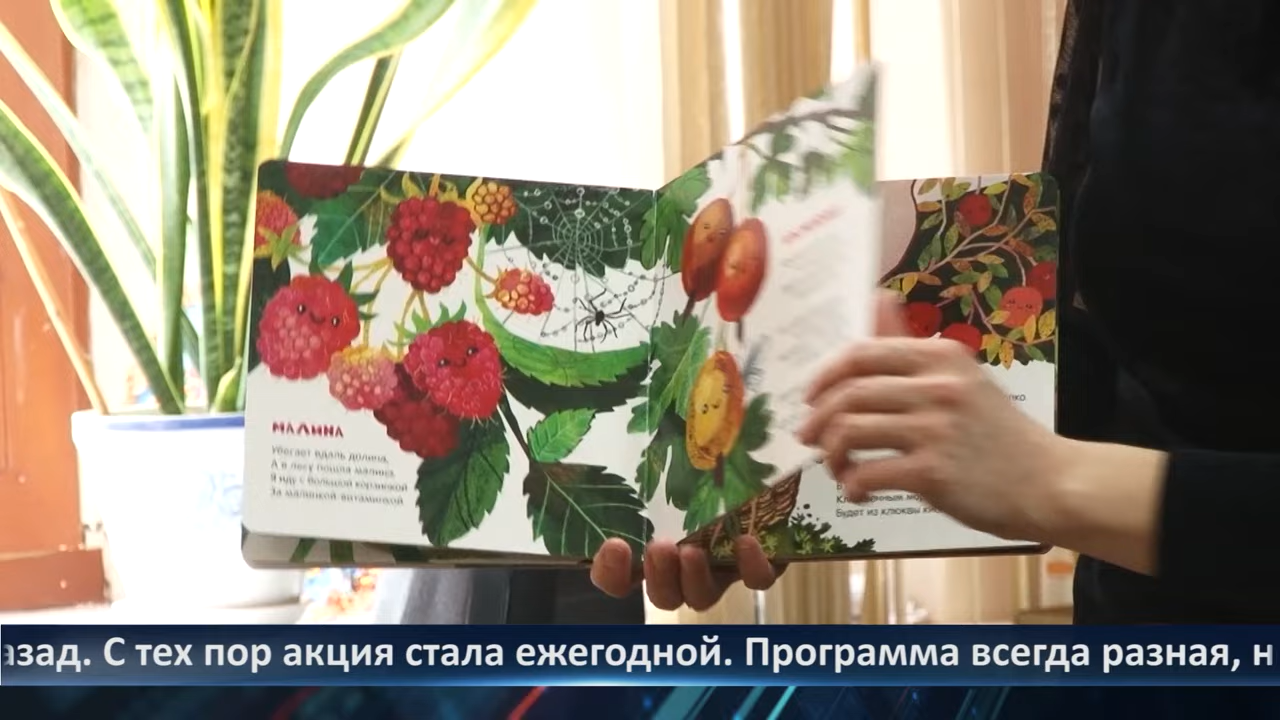 МАЛИНА
Убегает вдаль долина,
А в лесу пошла малина.
Я иду с большой корзинкой
За малинкой-витаминкой.
Будет из клюквы
азад. С тех пор акция стала ежегодной. Программа всегда разная, н